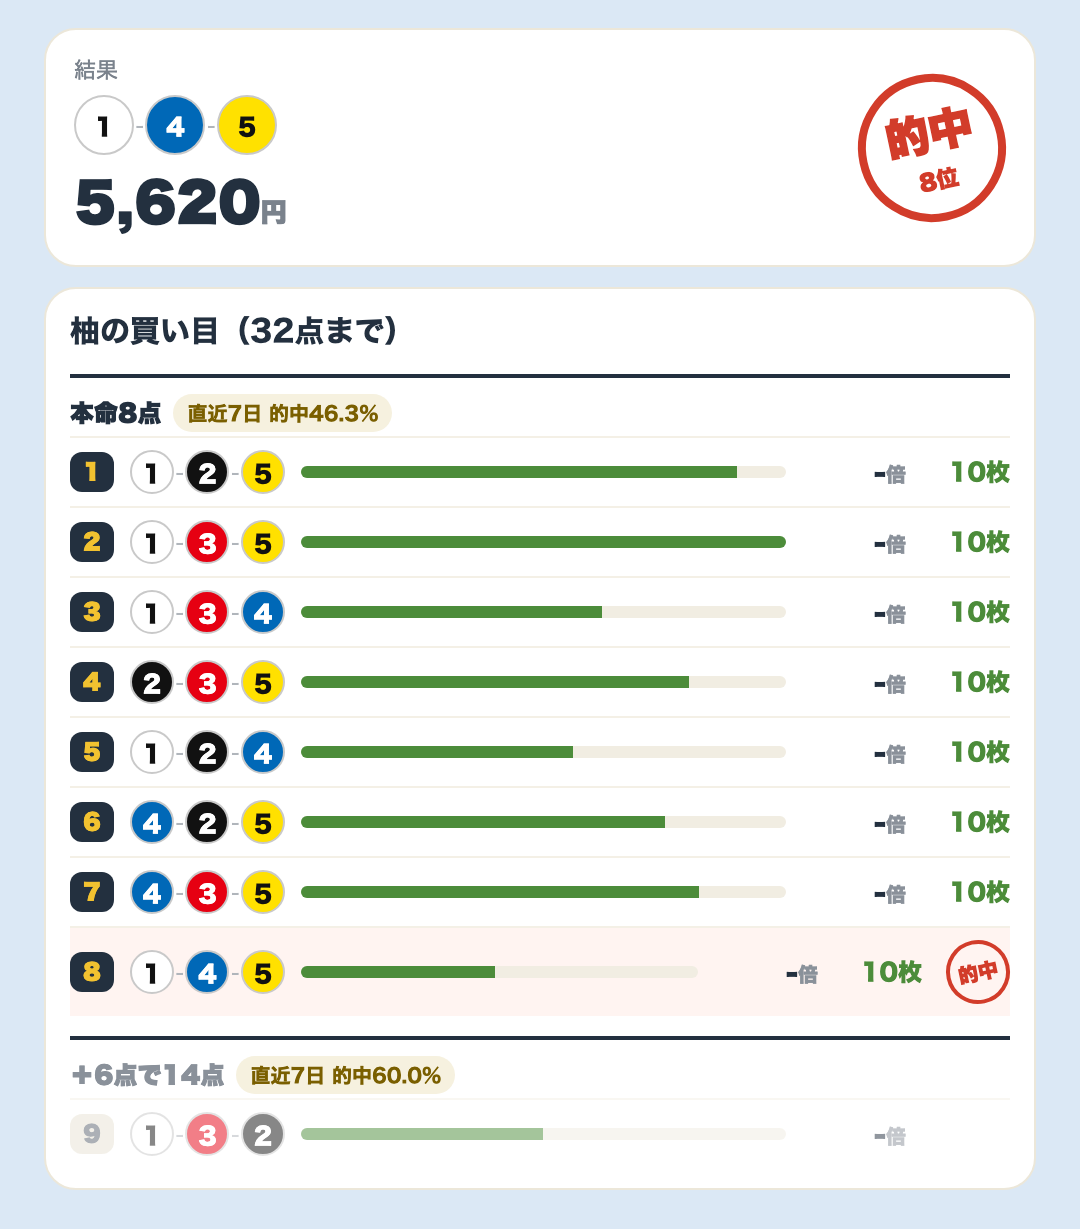 結果
1-4-5
5,620円
的中
8位
柚の買い目（32点まで）
本命8点 直近7日 的中46.3%
1 1-2-5 -倍 10枚
2 1-3-5 -倍 10枚
3 1-3-4 -倍 10枚
4 2-3-5 -倍 10枚
5 1-2-4 -倍 10枚
6 4-2-5 -倍 10枚
7 4-3-5 -倍 10枚
8 1-4-5 -倍 10枚 的中
+6点で14点 直近7日 的中60.0%
9 1-3-2 -倍